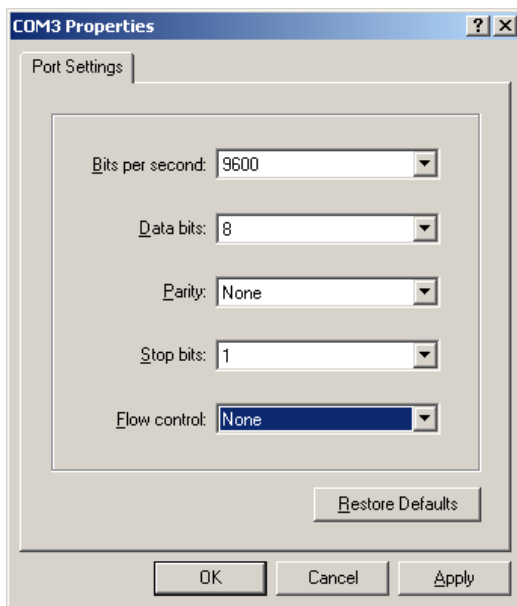 COM3 Properties
Port Settings
Bits per second: 9600
Data bits: 8
Parity: None
Stop bits: 1
Flow control: None
Restore Defaults
OK Cancel Apply